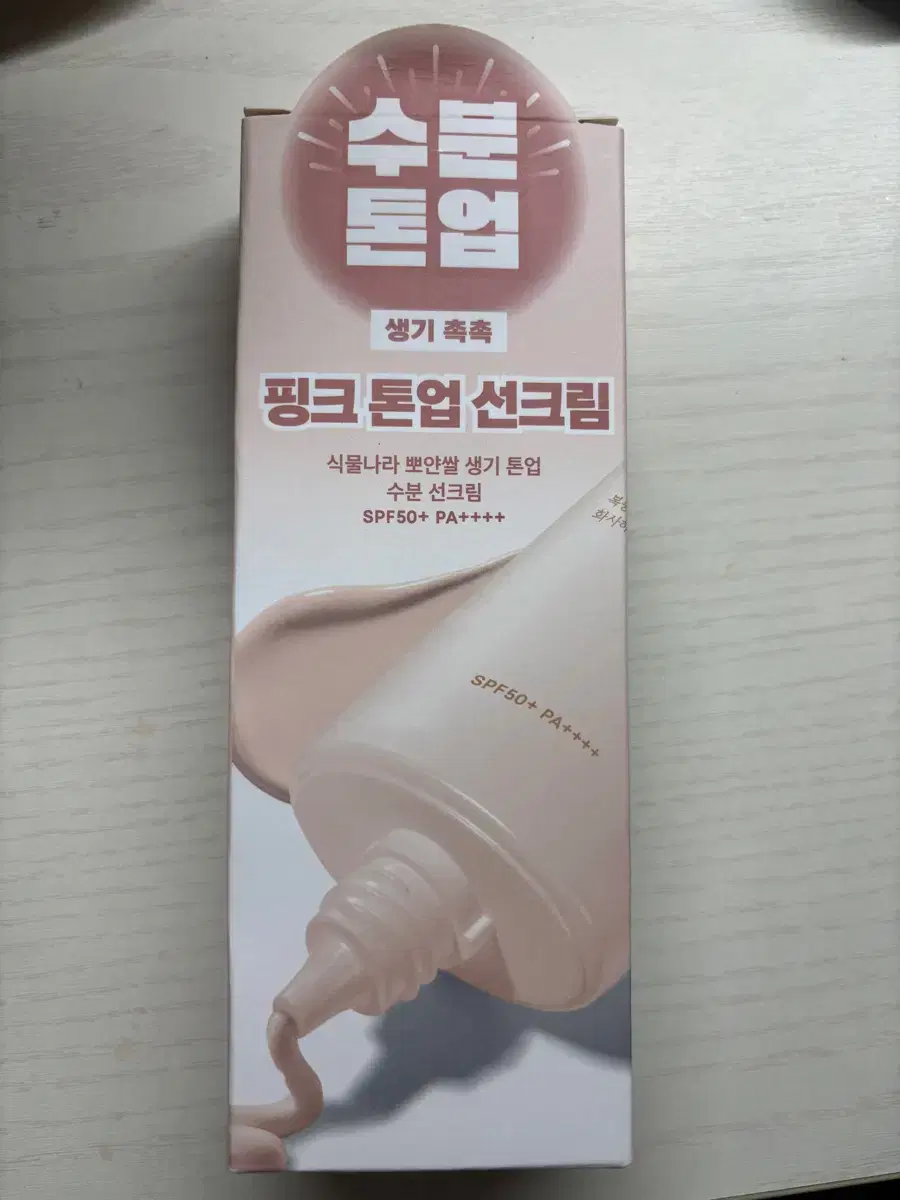 수분
톤업
생기 촉촉
핑크 톤업 선크림
식물나라 뽀얀쌀 생기 톤업
수분 선크림
SPF50+ PA++++
SPF50+ PA++++